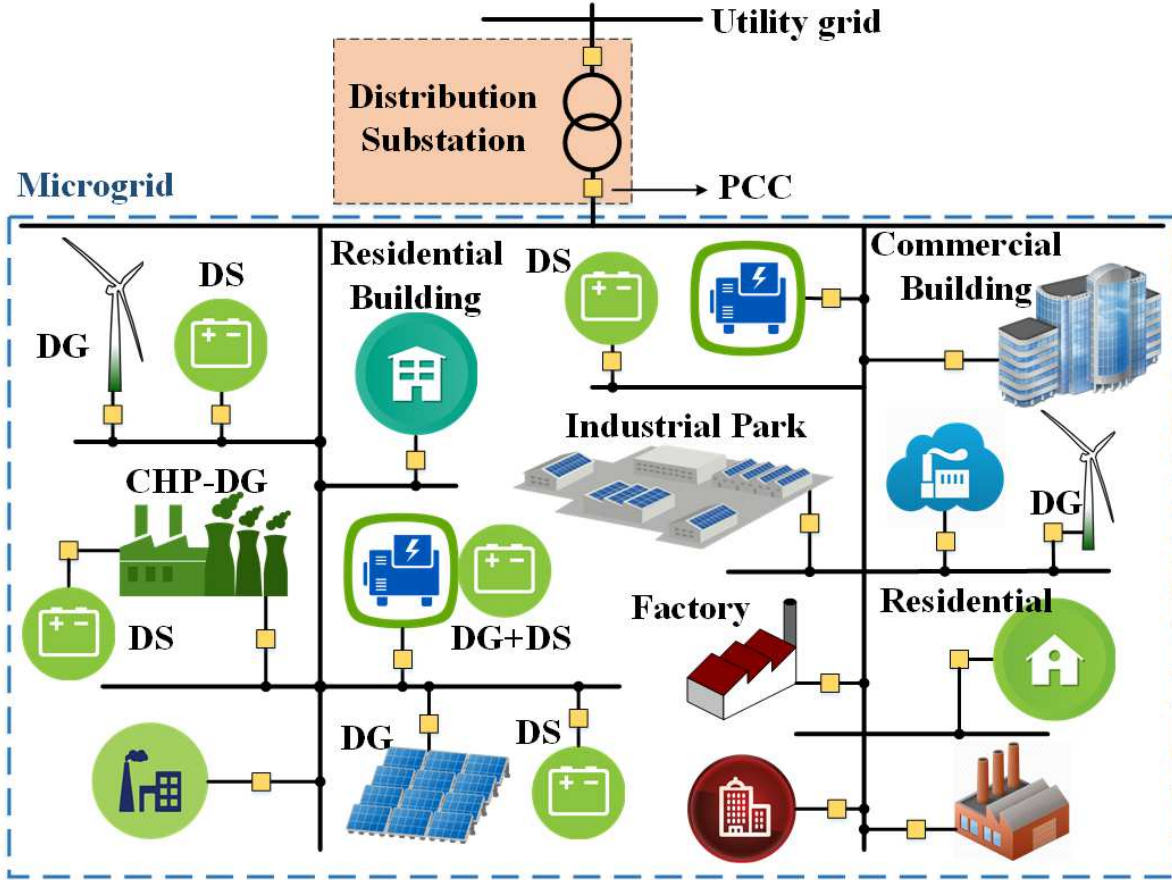 Utility grid
Distribution
Substation
PCC
Microgrid
Residential
Building
DS
DG
DS
Commercial
Building
Industrial Park
CHP-DG
DG
DS
DG+DS
Factory
Residential
DG
DS